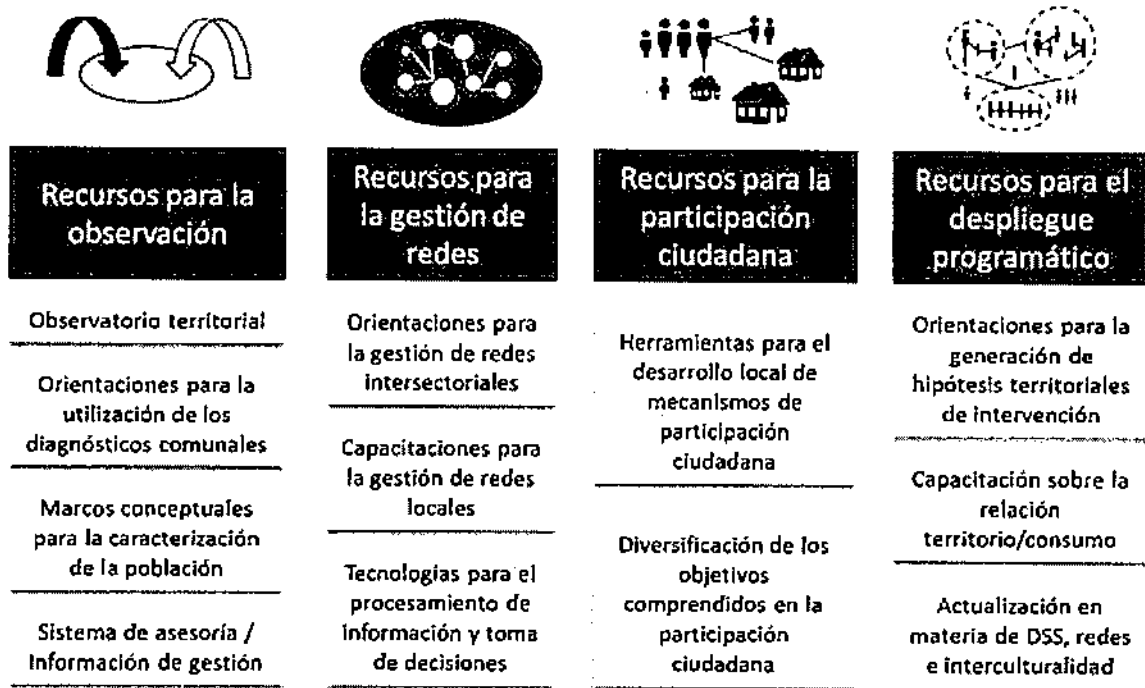 Recursos para la
observación
Observatorio territorial
Orientaciones para la
utilización de los
diagnósticos comunales
Marcos conceptuales
para la caracterización
de la población
Sistema de asesoría /
Información de gestión
Recursos para
la gestión de
redes
Orientaciones para
la gestión de redes
intersectoriales
Capacitaciones para
la gestión de redes
locales
Tecnologías para el
procesamiento de
información y toma
de decisiones
Recursos para la
participación
ciudadana
Herramientas para el
desarrollo local de
mecanismos de
participación
ciudadana
Diversificación de los
objetivos
comprendidos en la
participación
ciudadana
Recursos para el
despliegue
programático
Orientaciones para la
generación de
hipótesis territoriales
de intervención
Capacitación sobre la
relación
territorio/consumo
Actualización en
materia de DSS, redes
e interculturalidad